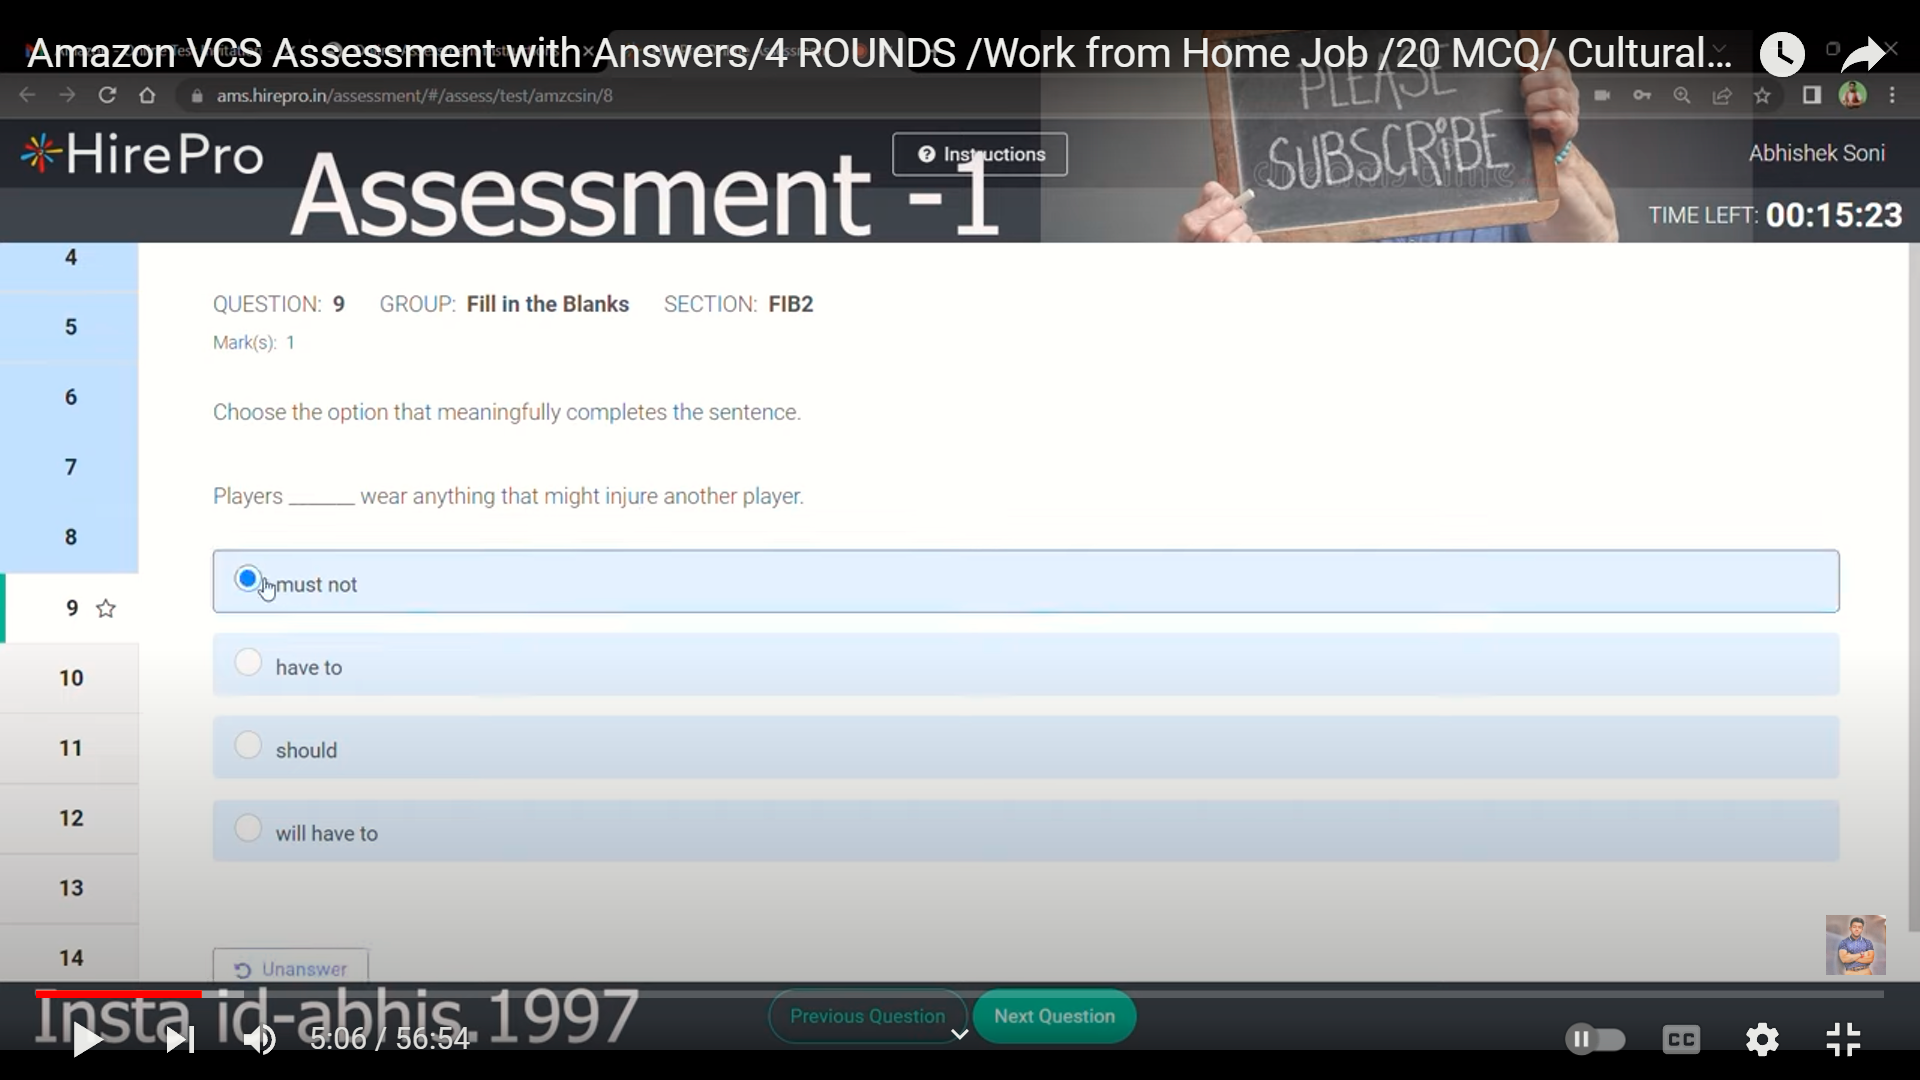 Amazon VCS Assessment with Answers/4 ROUNDS /Work from Home Job /20 MCQ/ Cultural...
ams.hirepro.in/assessment/#/assess/test/amzcsin/8
HirePro
Assessment -1
Instructions
PLEASE
SUBSCRIBE
Abhishek Soni
TIME LEFT: 00:15:23
4
QUESTION: 9 GROUP: Fill in the Blanks SECTION: FIB2
5
Mark(s): 1
6
Choose the option that meaningfully completes the sentence.
7
Players ______ wear anything that might injure another player.
8
must not
9
have to
10
should
11
will have to
12
13
14
Unanswer
Insta id-abhis.1997
Previous Question
Next Question
5:06 / 56:54
CC